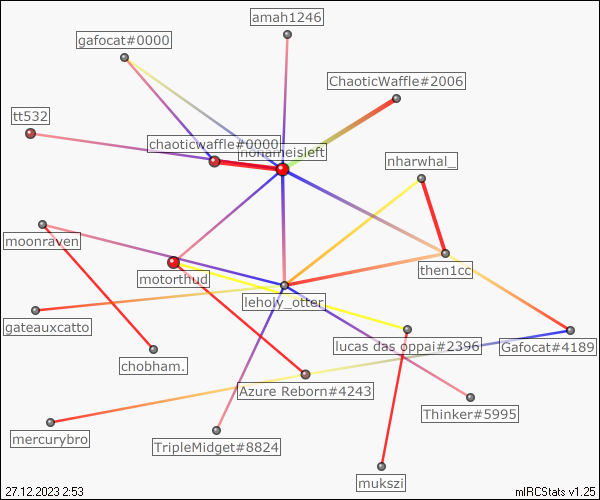 amah1246
gafocat#0000
ChaoticWaffle#2006
tt532
chaoticwaffle#0000
nonameisleft
nharwhal_
moonraven
then1cc
motorthud
leholy_otter
gateauxcatto
lucas das oppai#2396
Gafocat#4189
chobham.
Azure Reborn#4243
Thinker#5995
mercurybro
TripleMidget#8824
mukszi
27.12.2023 2:53
mIRCStats v1.25